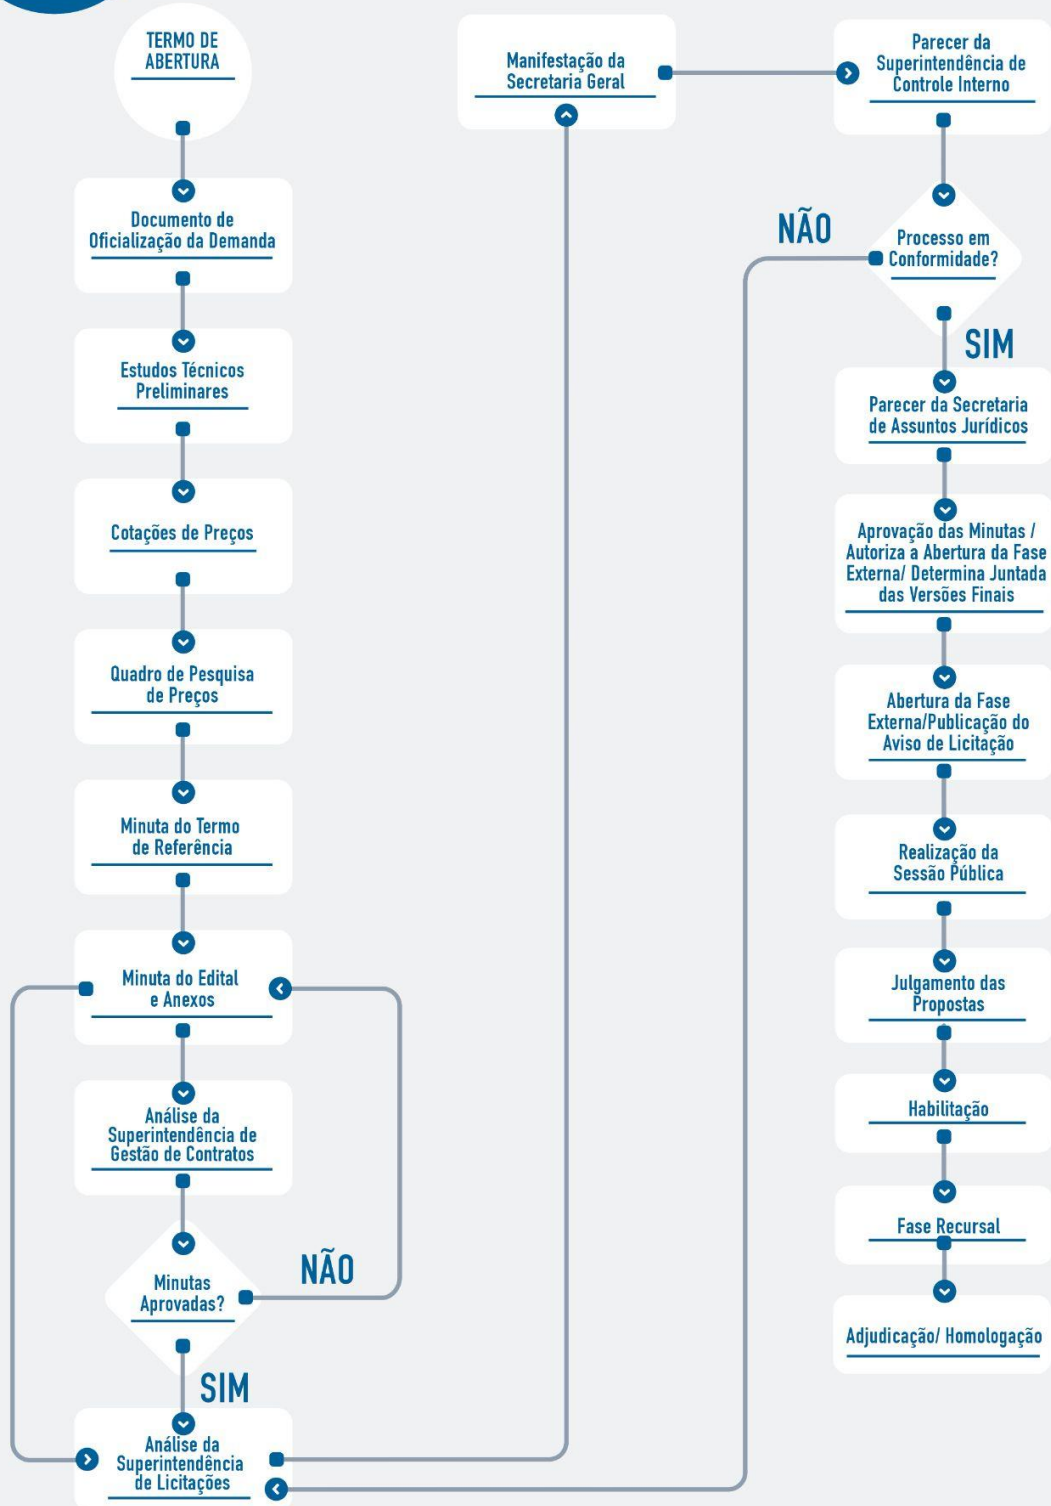 TERMO DE
ABERTURA
Documento de
Oficialização da Demanda
Estudos Técnicos
Preliminares
Cotações de Preços
Quadro de Pesquisa
de Preços
Minuta do Termo
de Referência
Minuta do Edital
e Anexos
Análise da
Superintendência de
Gestão de Contratos
Minutas
Aprovadas?
NÃO
SIM
Análise da
Superintendência
de Licitações
Manifestação da
Secretaria Geral
Parecer da
Superintendência de
Controle Interno
Processo em
Conformidade?
NÃO
SIM
Parecer da Secretaria
de Assuntos Jurídicos
Aprovação das Minutas /
Autoriza a Abertura da Fase
Externa/ Determina Juntada
das Versões Finais
Abertura da Fase
Externa/Publicação do
Aviso de Licitação
Realização da
Sessão Pública
Julgamento das
Propostas
Habilitação
Fase Recursal
Adjudicação/ Homologação